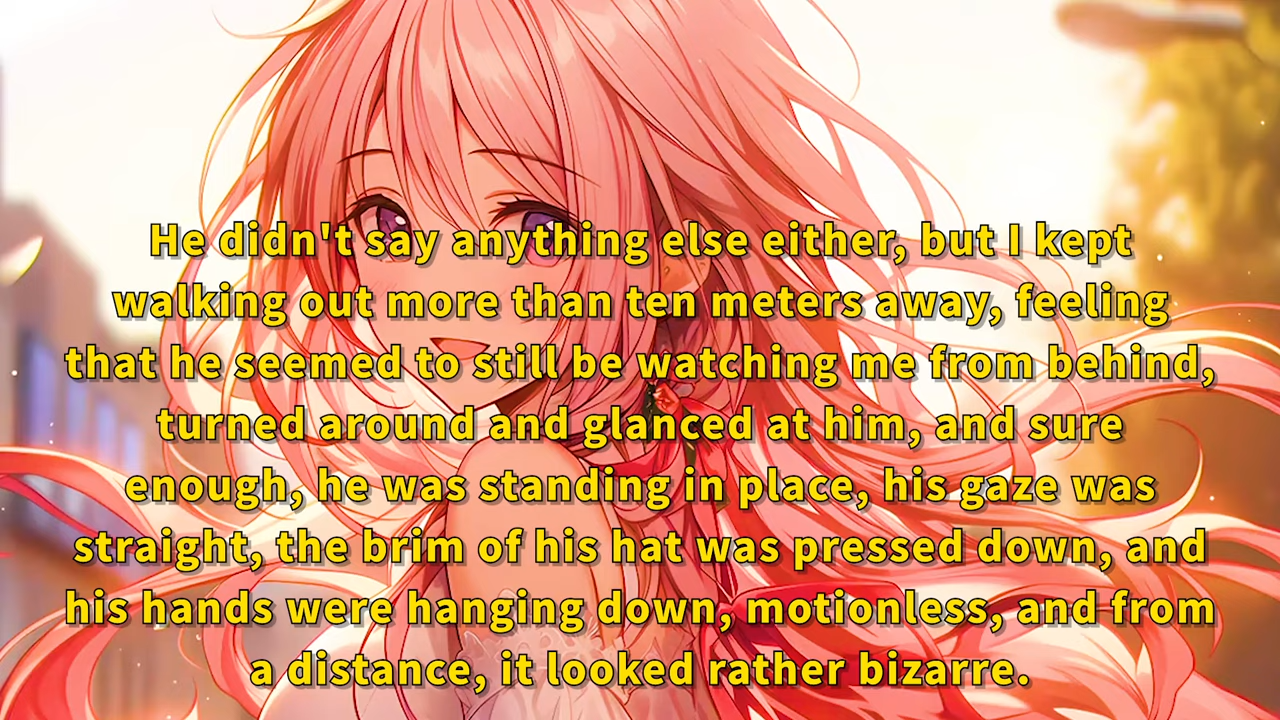 He didn't say anything else either, but I kept
walking out more than ten meters away, feeling
that he seemed to still be watching me from behind,
turned around and glanced at him, and sure
enough, he was standing in place, his gaze was
straight, the brim of his hat was pressed down, and
his hands were hanging down, motionless, and from
a distance, it looked rather bizarre.